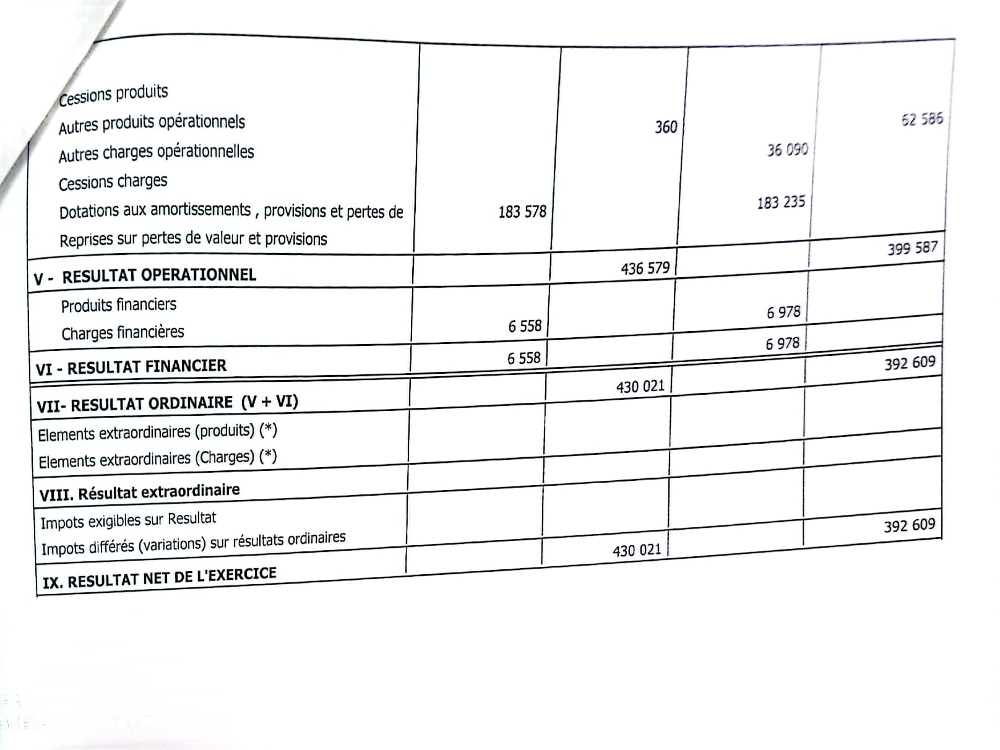 Cessions produits
Autres produits opérationnels 360 62 586
Autres charges opérationnelles 36 090
Cessions charges
Dotations aux amortissements , provisions et pertes de 183 578 183 235
Reprises sur pertes de valeur et provisions
V - RESULTAT OPERATIONNEL 436 579 399 587
Produits financiers
Charges financières 6 558 6 978
VI - RESULTAT FINANCIER 6 558 6 978
VII- RESULTAT ORDINAIRE (V + VI) 430 021 392 609
Elements extraordinaires (produits) (*)
Elements extraordinaires (Charges) (*)
VIII. Résultat extraordinaire
Impots exigibles sur Resultat
Impots différés (variations) sur résultats ordinaires
IX. RESULTAT NET DE L'EXERCICE 430 021 392 609